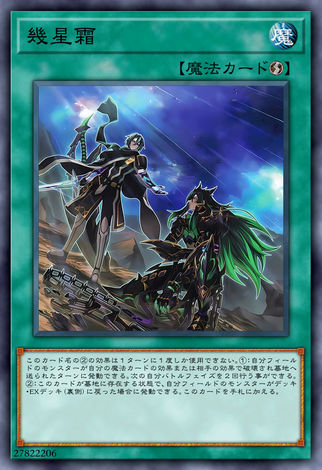 幾星霜
魔
【魔法カード】
このカード名の②の効果は1ターンに1度しか使用できない。①:自分フィール
ドのモンスターが自分の魔法カードの効果または相手の効果で破壊され墓地へ
送られたターンに発動できる。次の自分バトルフェイズを2回行う事ができる。
②:このカードが墓地に存在する状態で、自分フィールドのモンスターがデッキ
・EXデッキ(裏側)に戻った場合に発動できる。このカードを手札に加える。
27822206